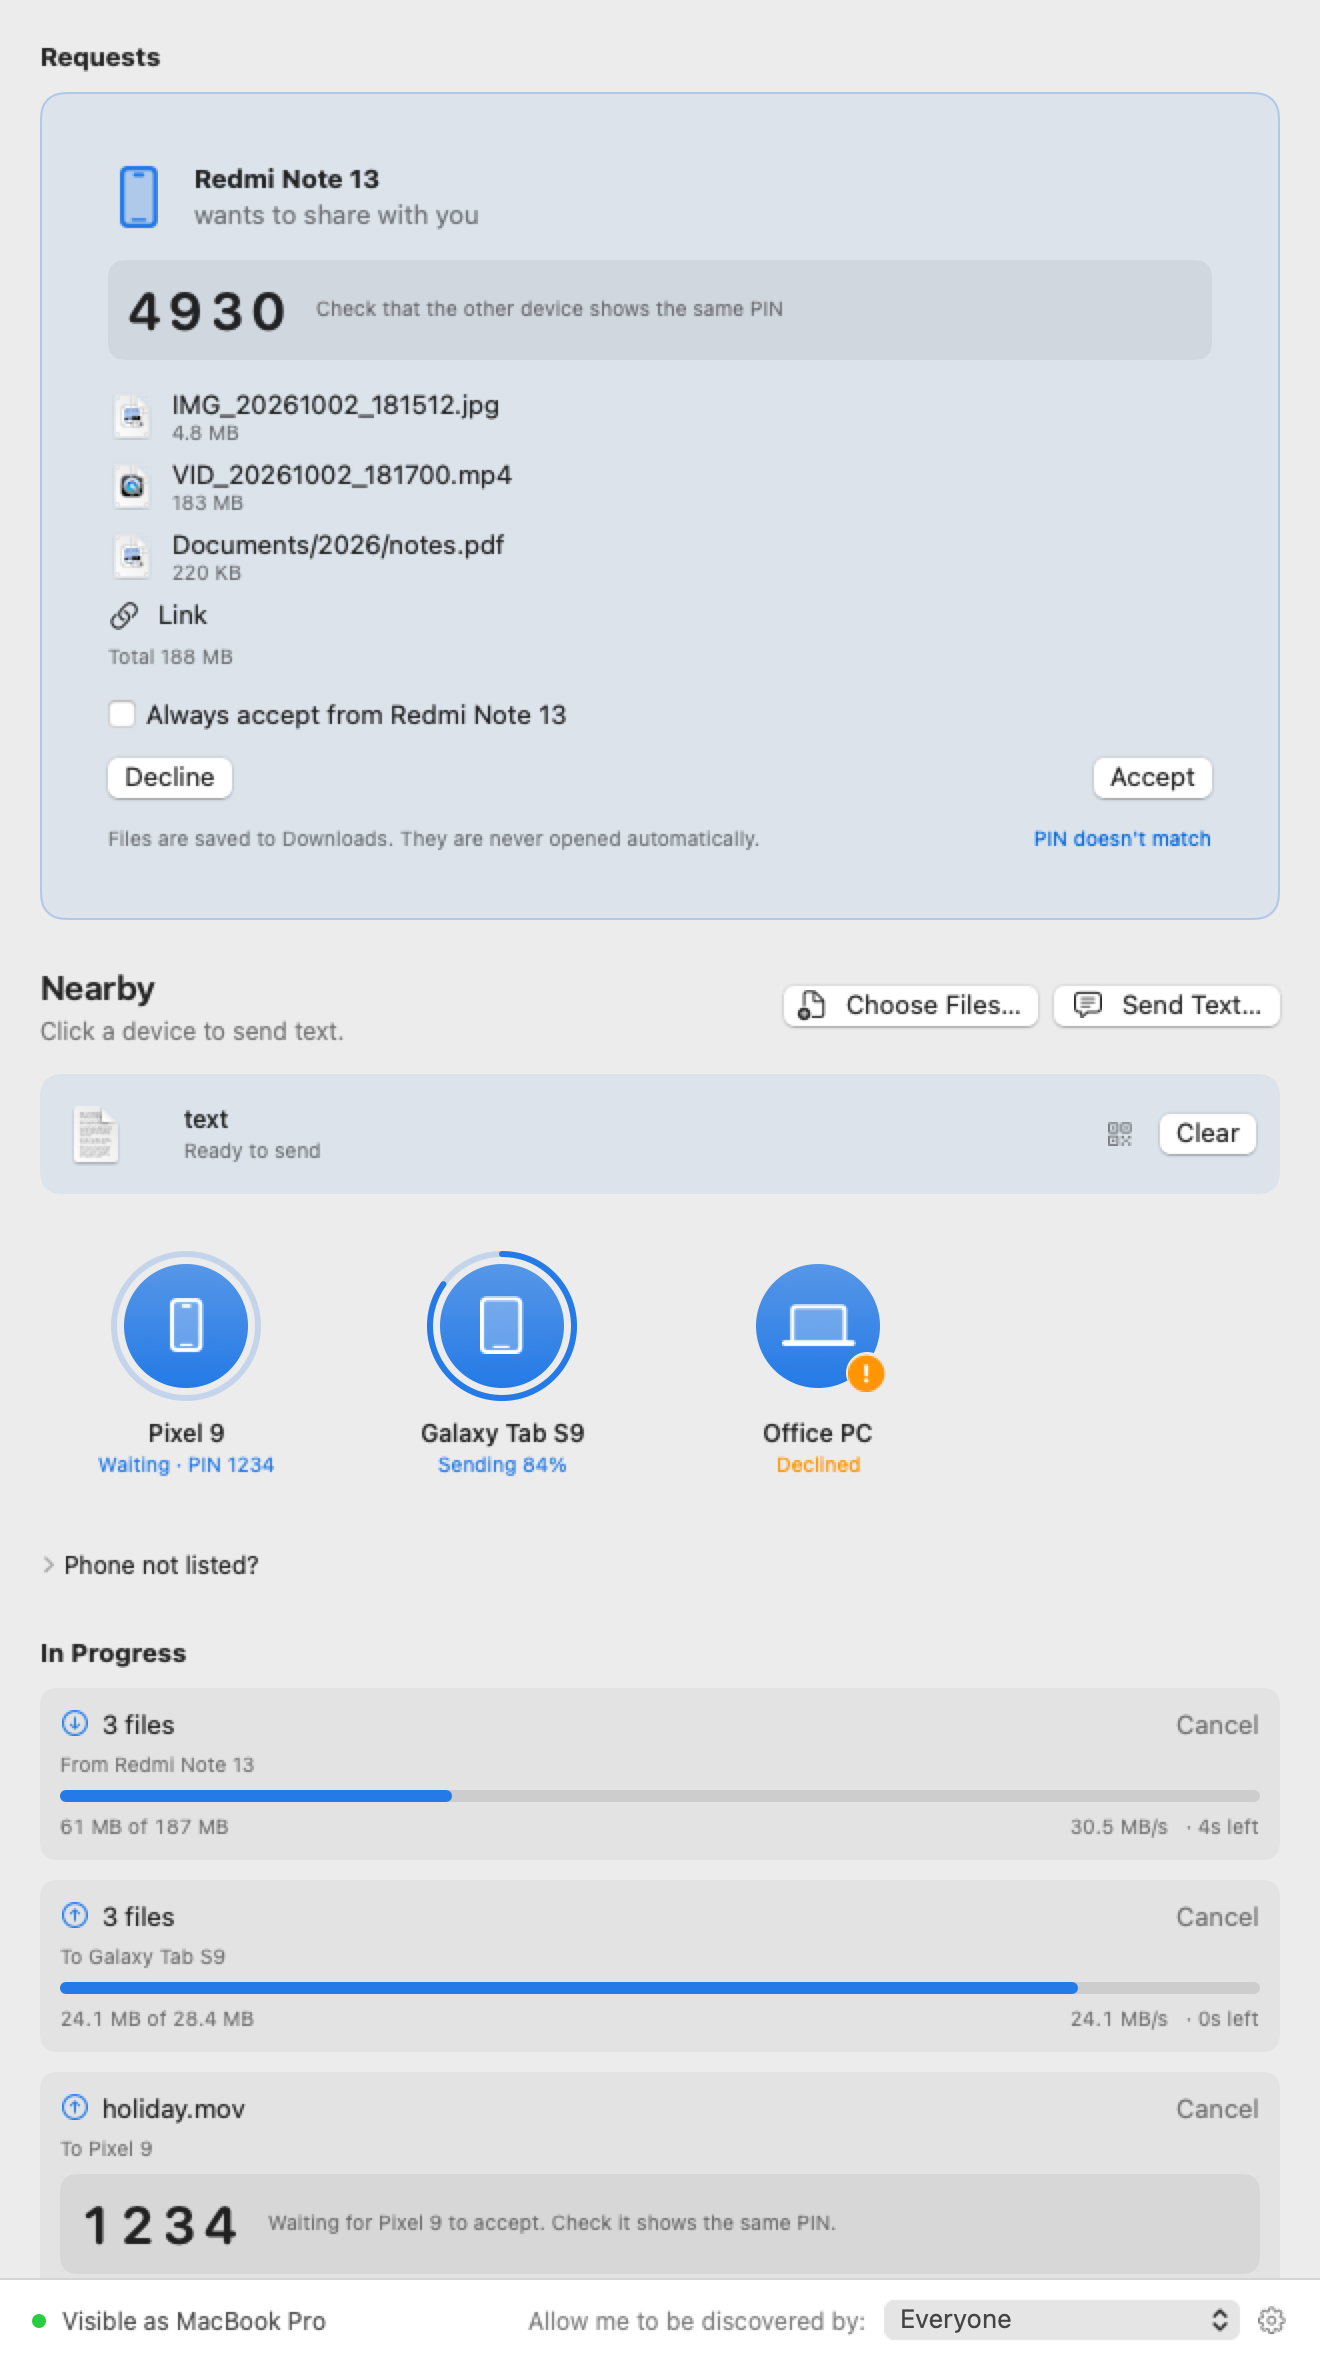 Requests
Redmi Note 13
wants to share with you
4930 Check that the other device shows the same PIN
IMG_20261002_181512.jpg
4.8 MB
VID_20261002_181700.mp4
183 MB
Documents/2026/notes.pdf
220 KB
Link
Total 188 MB
Always accept from Redmi Note 13
Decline Accept
Files are saved to Downloads. They are never opened automatically. PIN doesn't match
Nearby
Click a device to send text.
Choose Files... Send Text...
text
Ready to send
Clear
Pixel 9 Galaxy Tab S9 Office PC
Waiting · PIN 1234 Sending 84% Declined
Phone not listed?
In Progress
3 files Cancel
From Redmi Note 13
61 MB of 187 MB 30.5 MB/s · 4s left
3 files Cancel
To Galaxy Tab S9
24.1 MB of 28.4 MB 24.1 MB/s · 0s left
holiday.mov Cancel
To Pixel 9
1234 Waiting for Pixel 9 to accept. Check it shows the same PIN.
Visible as MacBook Pro Allow me to be discovered by: Everyone